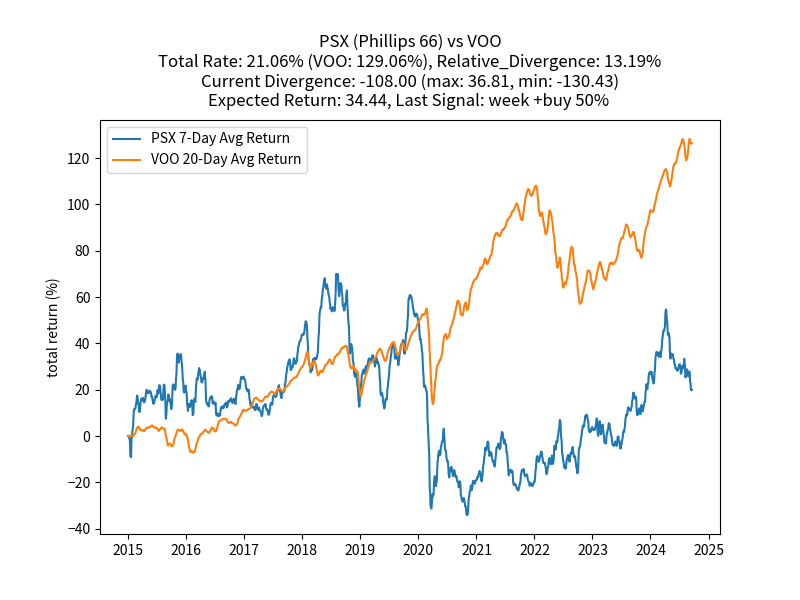 PSX (Phillips 66) vs VOO
Total Rate: 21.06% (VOO: 129.06%), Relative_Divergence: 13.19%
Current Divergence: -108.00 (max: 36.81, min: -130.43)
Expected Return: 34.44, Last Signal: week +buy 50%
PSX 7-Day Avg Return
VOO 20-Day Avg Return
total return (%)
120
100
80
60
40
20
0
−20
−40
2015 2016 2017 2018 2019 2020 2021 2022 2023 2024 2025